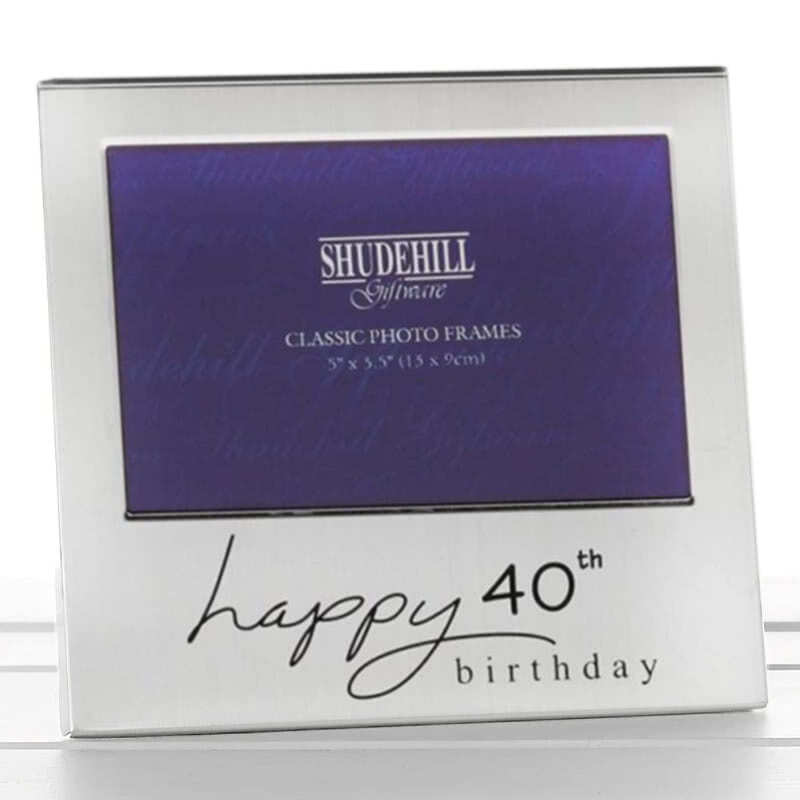 SHUDEHILL
Giftware
CLASSIC PHOTO FRAMES
5" x 3.5" (13 x 9cm)
happy 40th
birthday